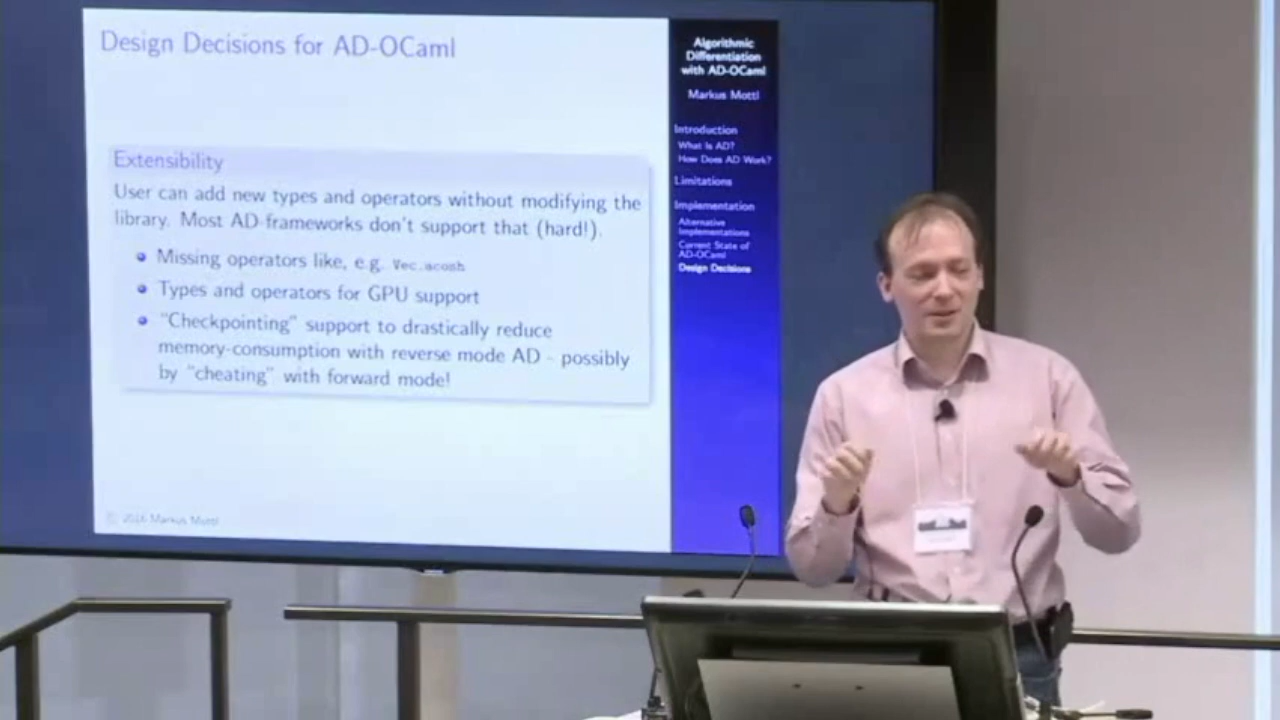 Design Decisions for AD-OCaml
Extensibility
User can add new types and operators without modifying the
library. Most AD-frameworks don't support that (hard!).
Missing operators like, e.g. Vec.acosh
Types and operators for GPU support
"Checkpointing" support to drastically reduce
memory-consumption with reverse mode AD - possibly
by "cheating" with forward mode!
© 2016 Markus Mottl
Algorithmic
Differentiation
with AD-OCaml
Markus Mottl
Introduction
What Is AD?
How Does AD Work?
Limitations
Implementation
Alternative
Implementations
Current State of
AD-OCaml
Design Decisions